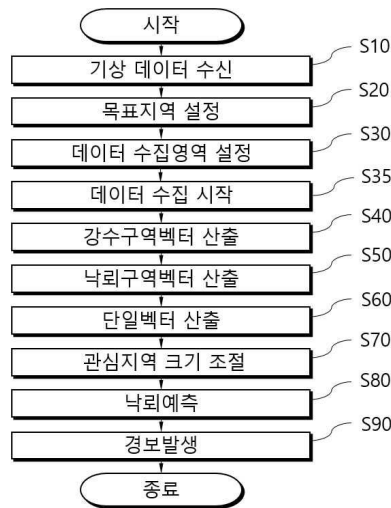 시작
기상 데이터 수신 S10
목표지역 설정 S20
데이터 수집영역 설정 S30
데이터 수집 시작 S35
강수구역벡터 산출 S40
낙뢰구역벡터 산출 S50
단일벡터 산출 S60
관심지역 크기 조절 S70
낙뢰예측 S80
경보발생 S90
종료